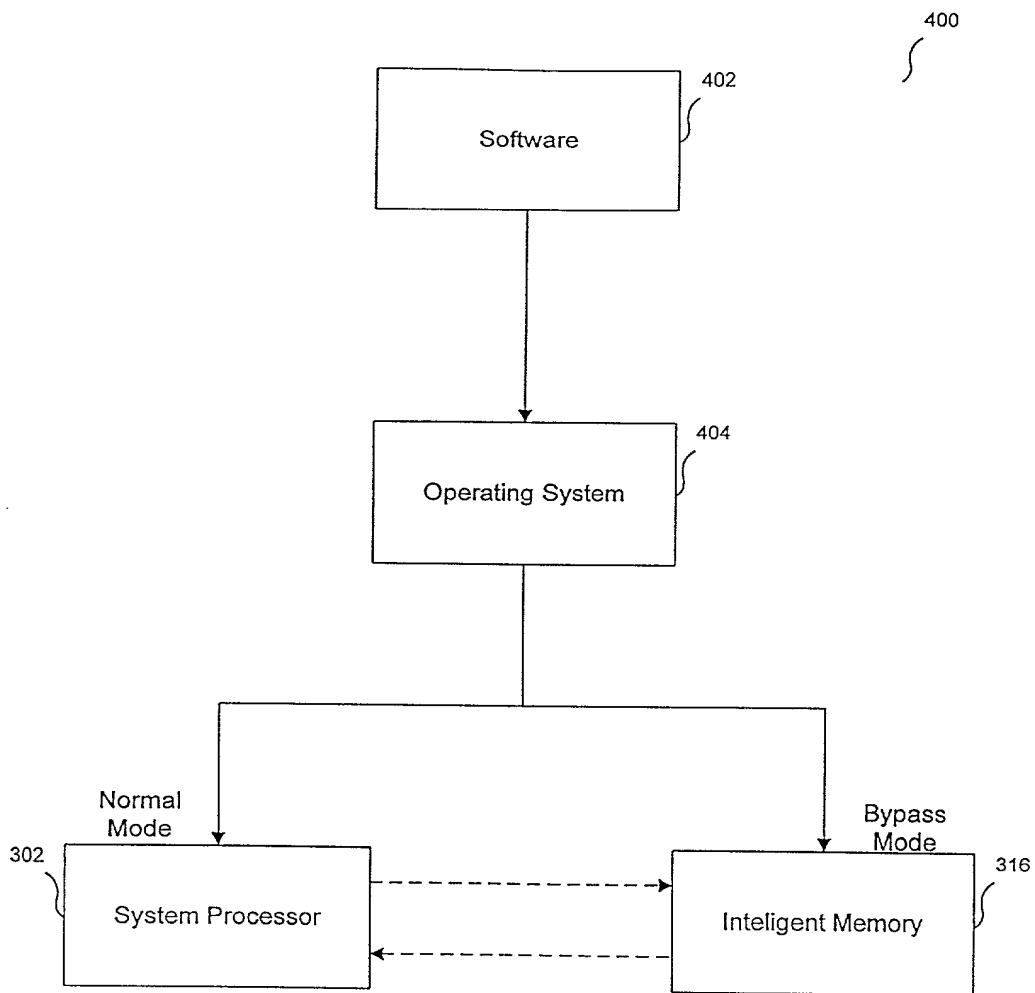 400
402
Software
404
Operating System
Normal
Mode
Bypass
Mode
302
316
System Processor
Inteligent Memory